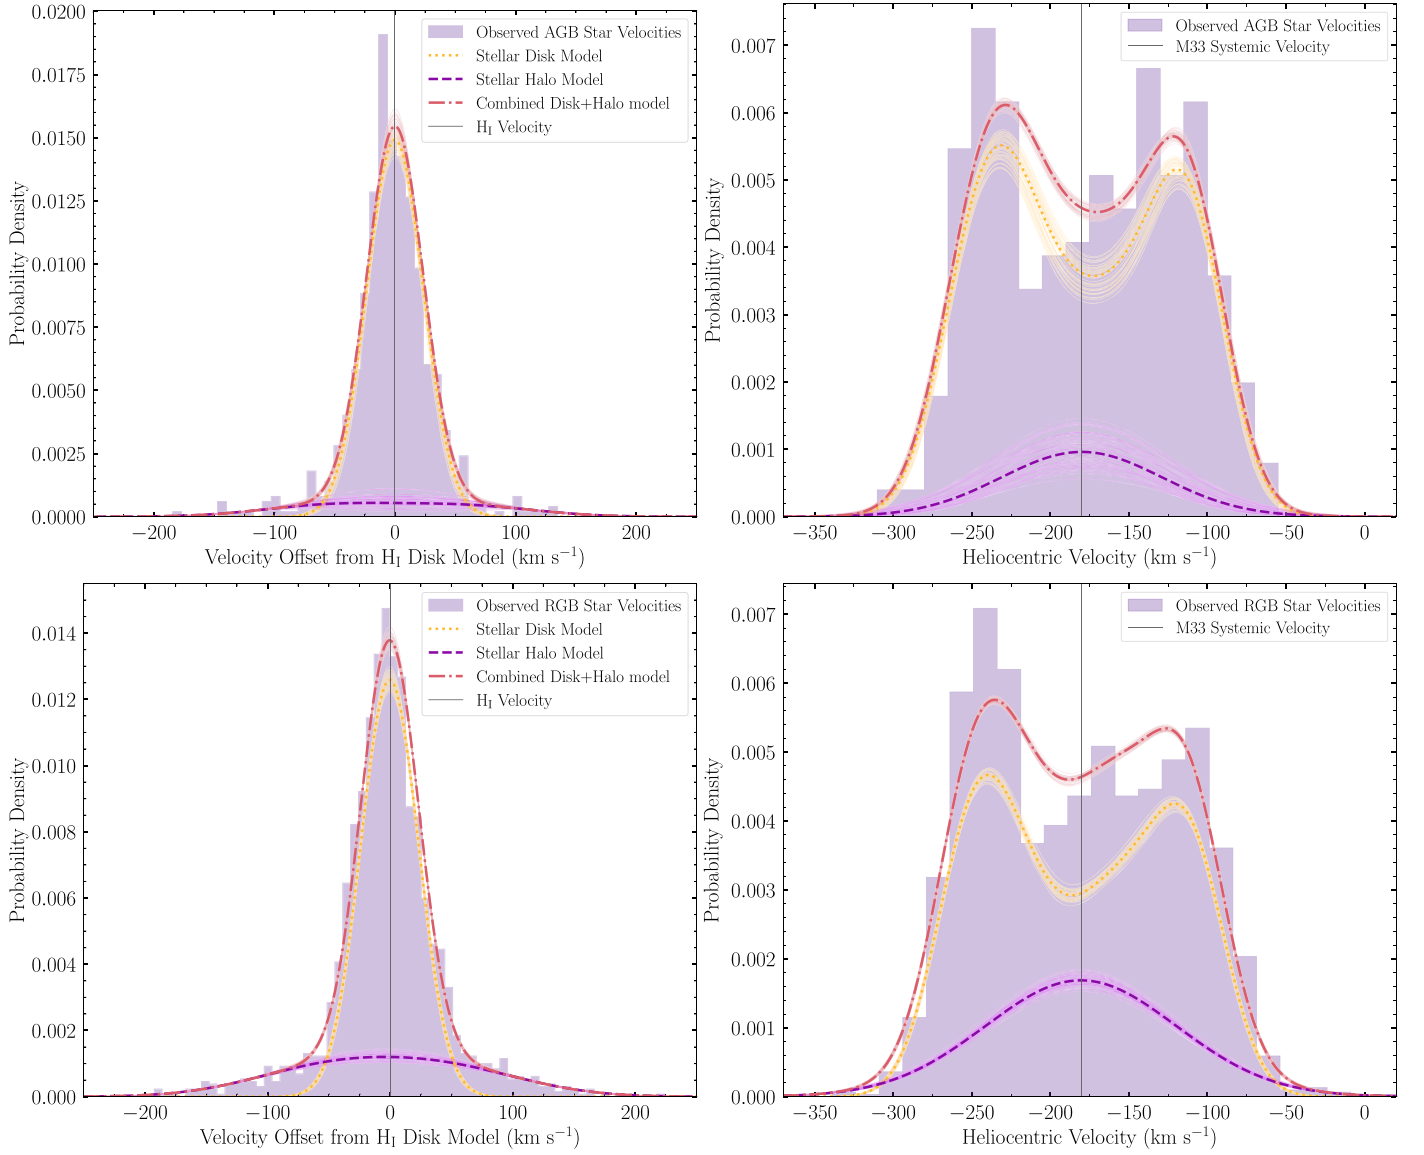 0.0200
0.0175
0.0150
0.0125
0.0100
0.0075
0.0050
0.0025
0.0000
Probability Density
−200
−100
0
100
200
Velocity Offset from H_I Disk Model (km s⁻¹)
Observed AGB Star Velocities
Stellar Disk Model
Stellar Halo Model
Combined Disk+Halo model
H_I Velocity
0.007
0.006
0.005
0.004
0.003
0.002
0.001
0.000
Probability Density
−350
−300
−250
−200
−150
−100
−50
0
Heliocentric Velocity (km s⁻¹)
Observed AGB Star Velocities
M33 Systemic Velocity
0.014
0.012
0.010
0.008
0.006
0.004
0.002
0.000
Probability Density
−200
−100
0
100
200
Velocity Offset from H_I Disk Model (km s⁻¹)
Observed RGB Star Velocities
Stellar Disk Model
Stellar Halo Model
Combined Disk+Halo model
H_I Velocity
0.007
0.006
0.005
0.004
0.003
0.002
0.001
0.000
Probability Density
−350
−300
−250
−200
−150
−100
−50
0
Heliocentric Velocity (km s⁻¹)
Observed RGB Star Velocities
M33 Systemic Velocity